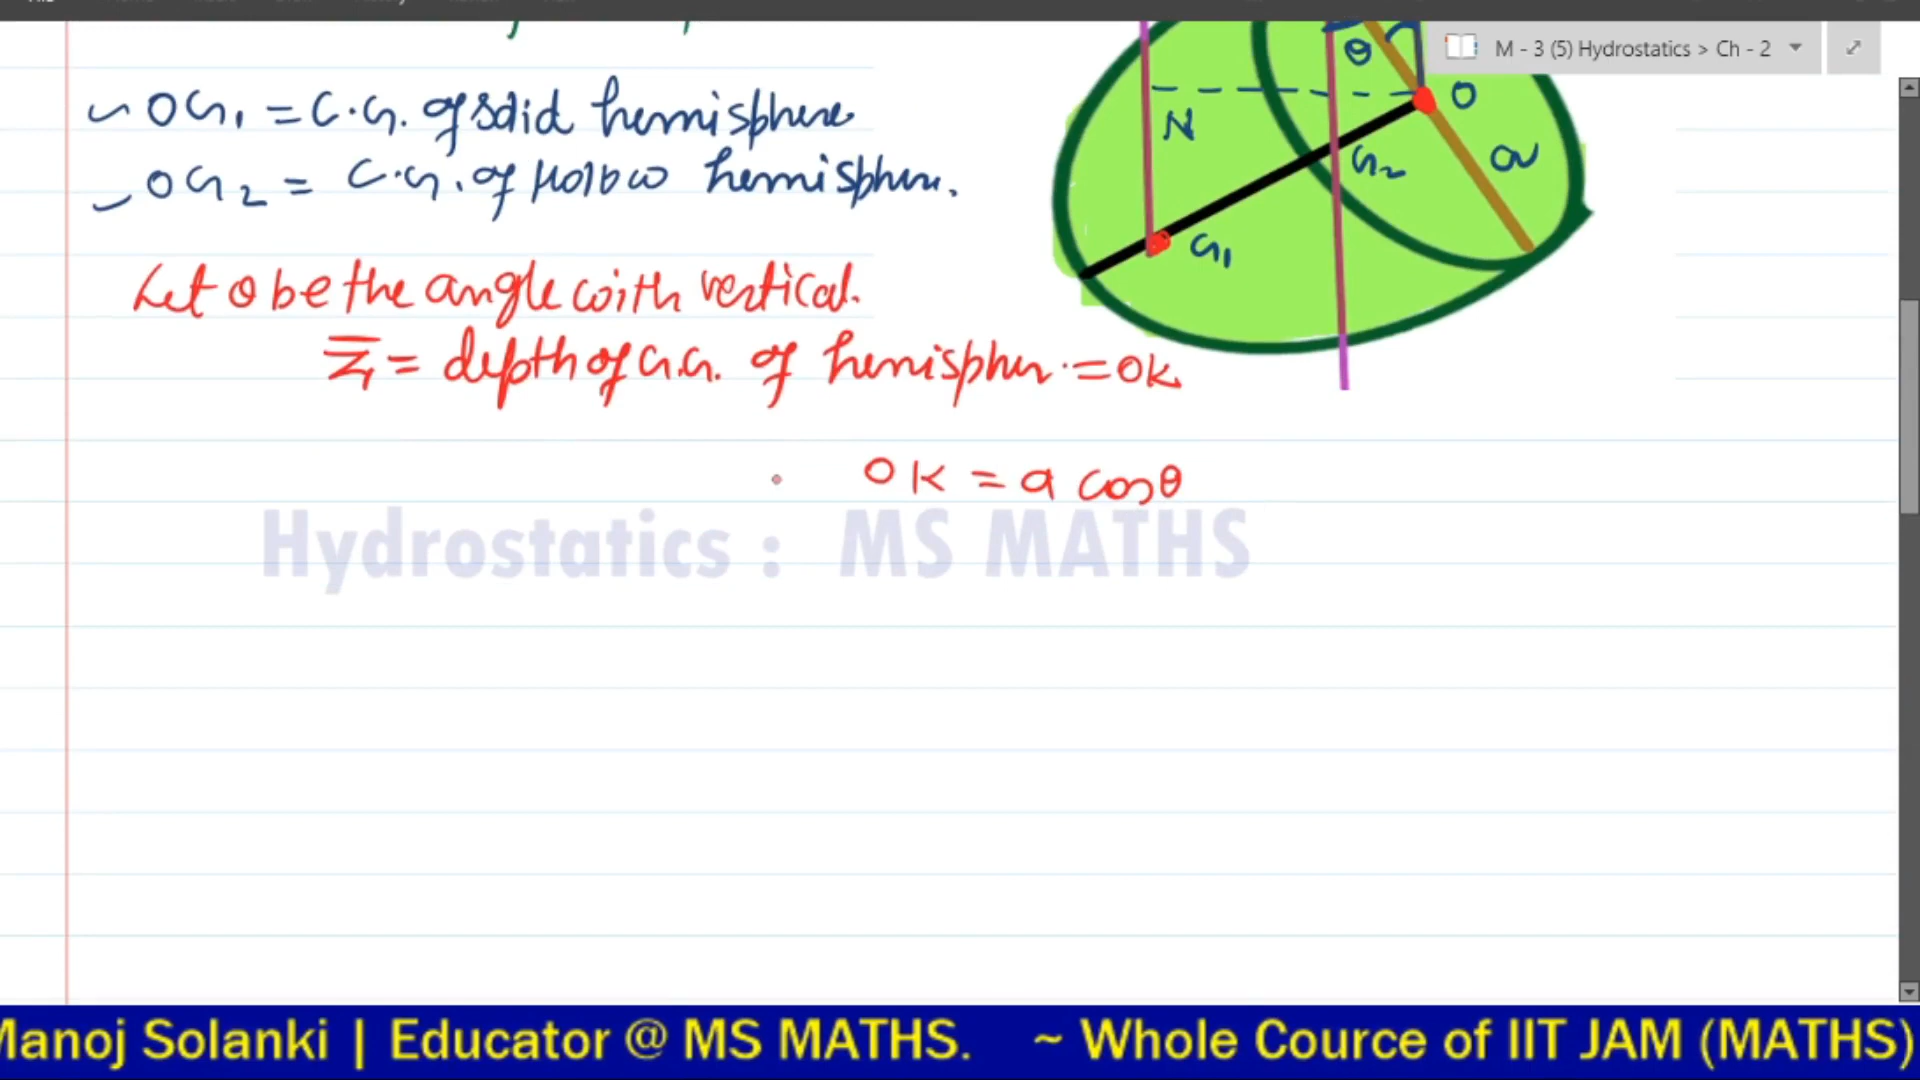 M - 3 (5) Hydrostatics > Ch - 2
θ
O
N
G₂
a
G₁
OG₁ = C.G. of solid hemisphere
OG₂ = C.G. of Hollow hemisphere.
Let θ be the angle with vertical.
z̅₁ = depth of C.G. of hemispher. = OK
OK = a cosθ
Hydrostatics : MS MATHS
Manoj Solanki | Educator @ MS MATHS. ~ Whole Cource of IIT JAM (MATHS)